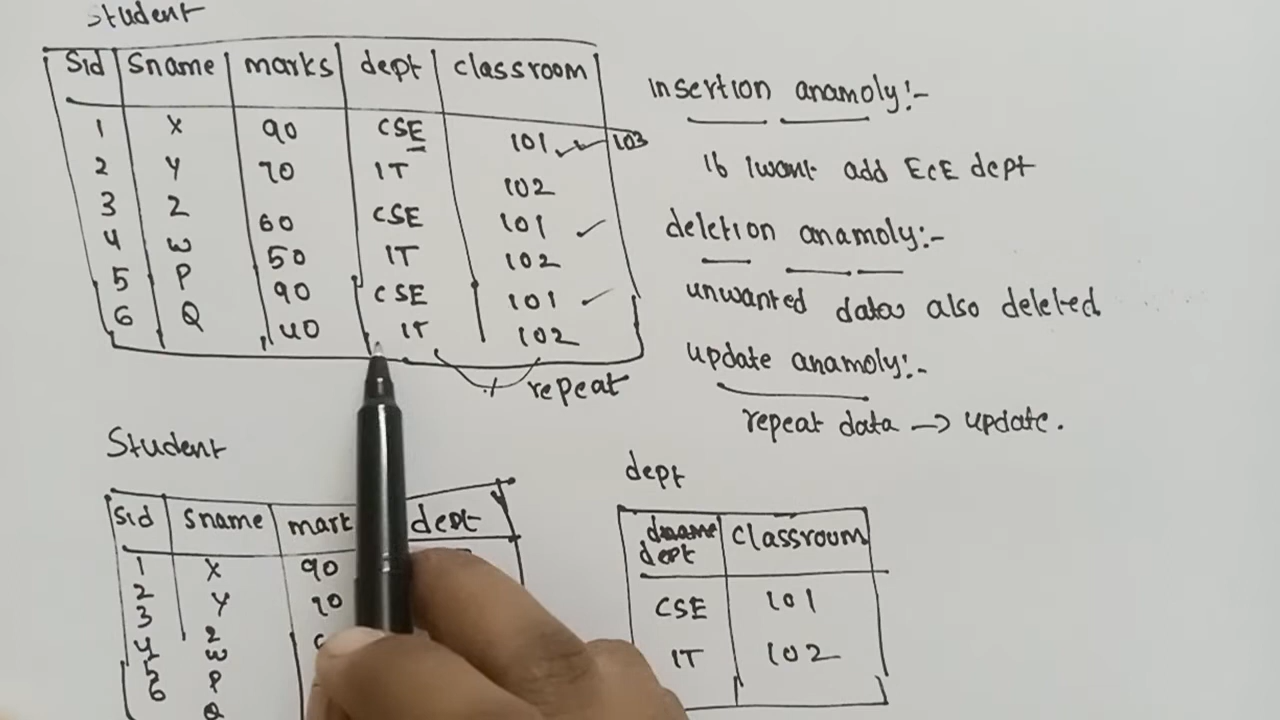 Student
Sid Sname marks dept classroom
1 X 90 CSE 101 103
2 Y 70 IT 102
3 Z 60 CSE 101
4 W 50 IT 102
5 P 90 CSE 101
6 Q 40 IT 102
repeat
insertion anamoly:-
If I want add ECE dept
deletion anamoly:-
unwanted data also deleted
update anamoly:-
repeat data → update.
Student
Sid Sname mark dept
1 X 90
2 Y 70
3 Z
4 W
5 P
6 Q
dept
dept classroom
CSE 101
IT 102